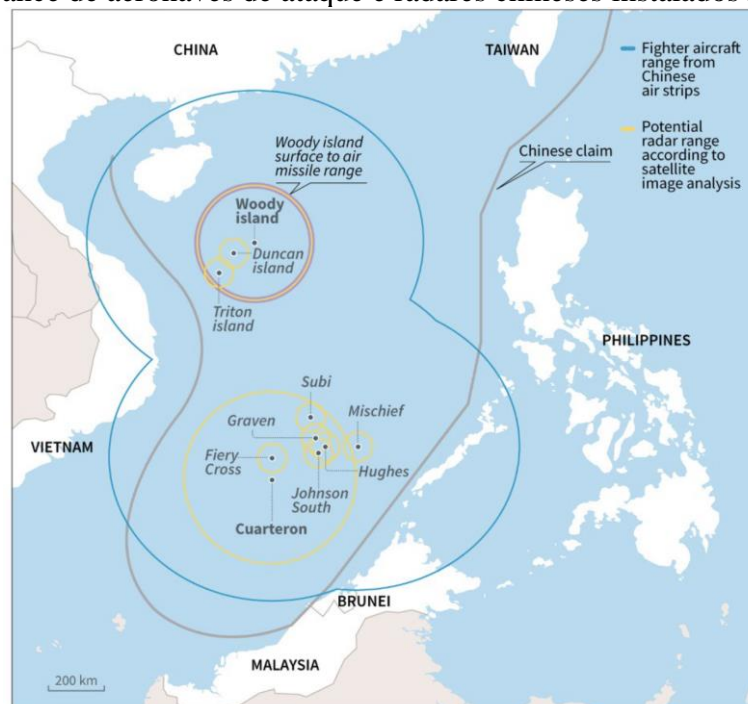 ance de aeronaves de ataque e radares chineses instalados
CHINA
TAIWAN
Fighter aircraft
range from
Chinese
air strips
Potential
radar range
according to
satellite
image analysis
Woody island
surface to air
missile range
Chinese claim
Woody
island
Duncan
island
Triton
island
PHILIPPINES
Subi
Graven
Mischief
VIETNAM
Fiery
Cross
Hughes
Johnson
South
Cuarteron
BRUNEI
MALAYSIA
200 km